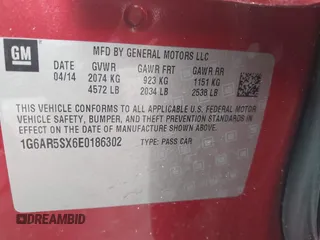 GM
MFD BY GENERAL MOTORS LLC
DATE GVWR GAWR FRT GAWR RR
04/14 2074 KG 923 KG 1151 KG
4572 LB 2034 LB 2538 LB
THIS VEHICLE CONFORMS TO ALL APPLICABLE U.S. FEDERAL MOTOR
VEHICLE SAFETY, BUMPER, AND THEFT PREVENTION STANDARDS IN
EFFECT ON THE DATE OF MANUFACTURE SHOWN ABOVE.
1G6AR5SX6E0186302 TYPE: PASS CAR